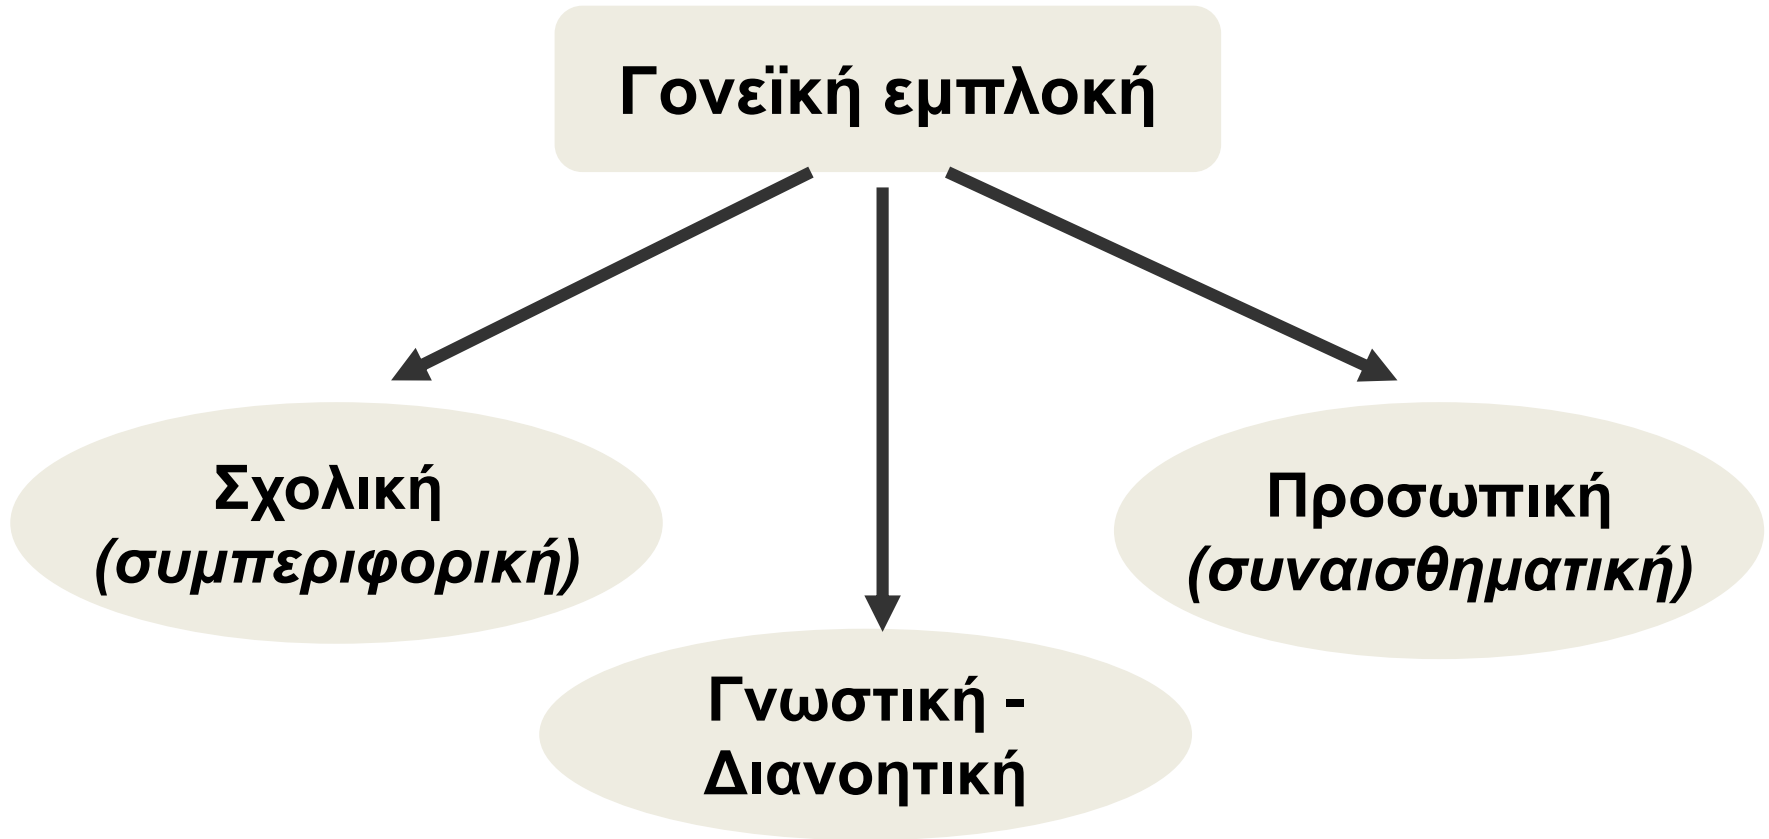 Γονεϊκή εμπλοκή
Σχολική
(συμπεριφορική)
Προσωπική
(συναισθηματική)
Γνωστική -
Διανοητική